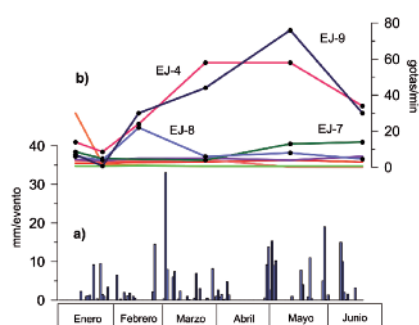 b)
EJ-4
EJ-9
EJ-8
EJ-7
80
60
40
20
0
gotas/min
40
30
20
10
0
mm/evento
a)
Enero Febrero Marzo Abril Mayo Junio